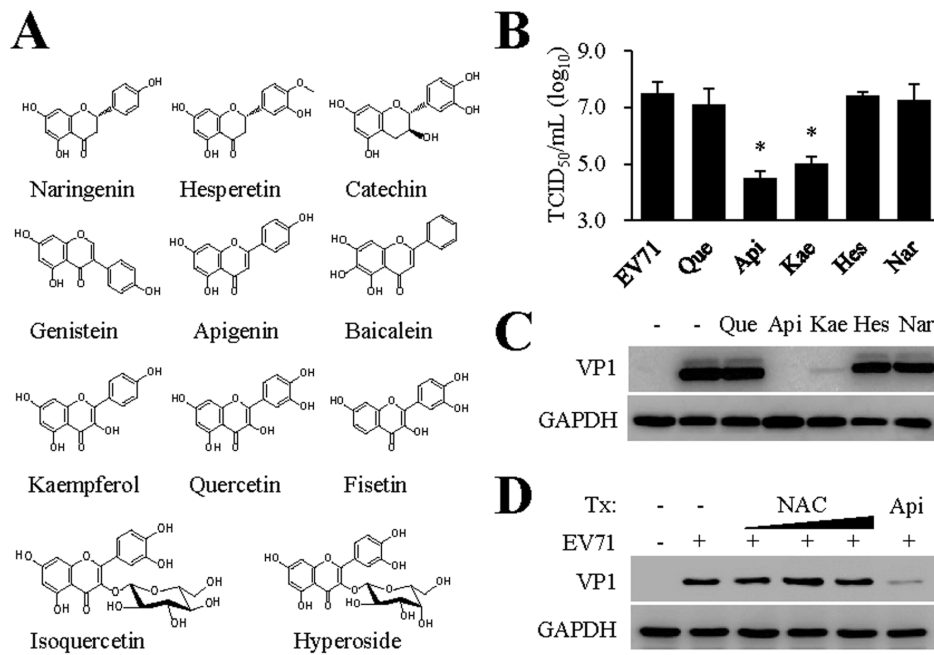 A
Naringenin
Hesperetin
Catechin
Genistein
Apigenin
Baicalein
Kaempferol
Quercetin
Fisetin
Isoquercetin
Hyperoside
B
TCID50/mL (log10)
9.0
7.0
5.0
3.0
* *
EV71 Que Api Kae Hes Nar
C
- - Que Api Kae Hes Nar
VP1
GAPDH
D
Tx: - - NAC Api
EV71 - + + + + +
VP1
GAPDH